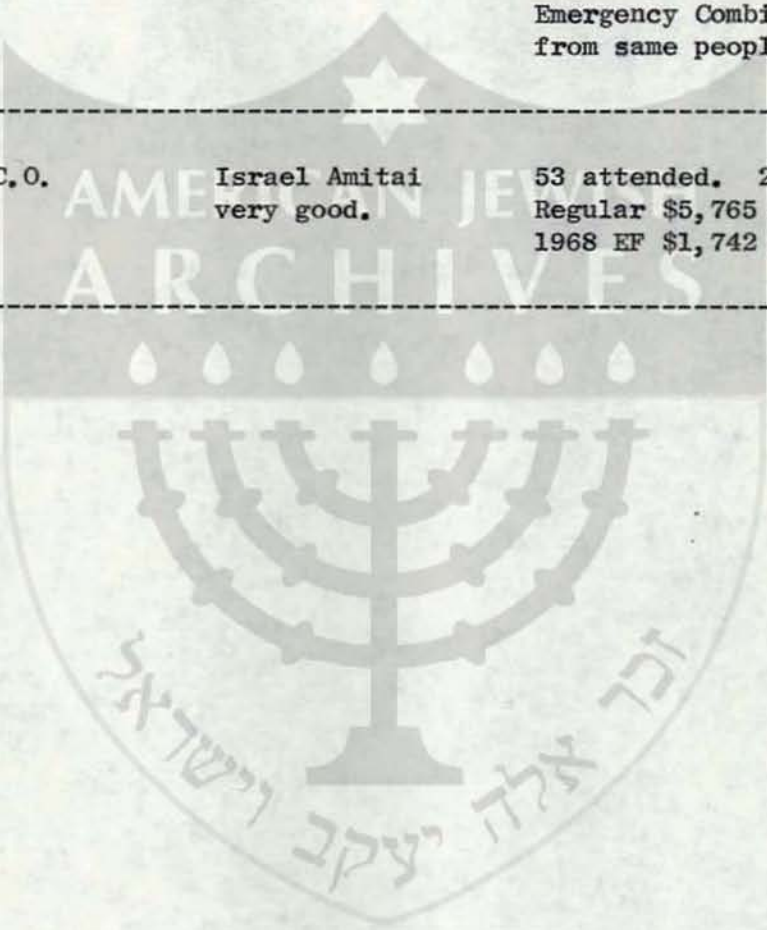 Emergency Combi
from same peopl
C.O. Israel Amitai 53 attended. 2
very good. Regular $5,765
1968 EF $1,742
AMERICAN JEWISH
ARCHIVES
זכר אלה יעקב וישראל